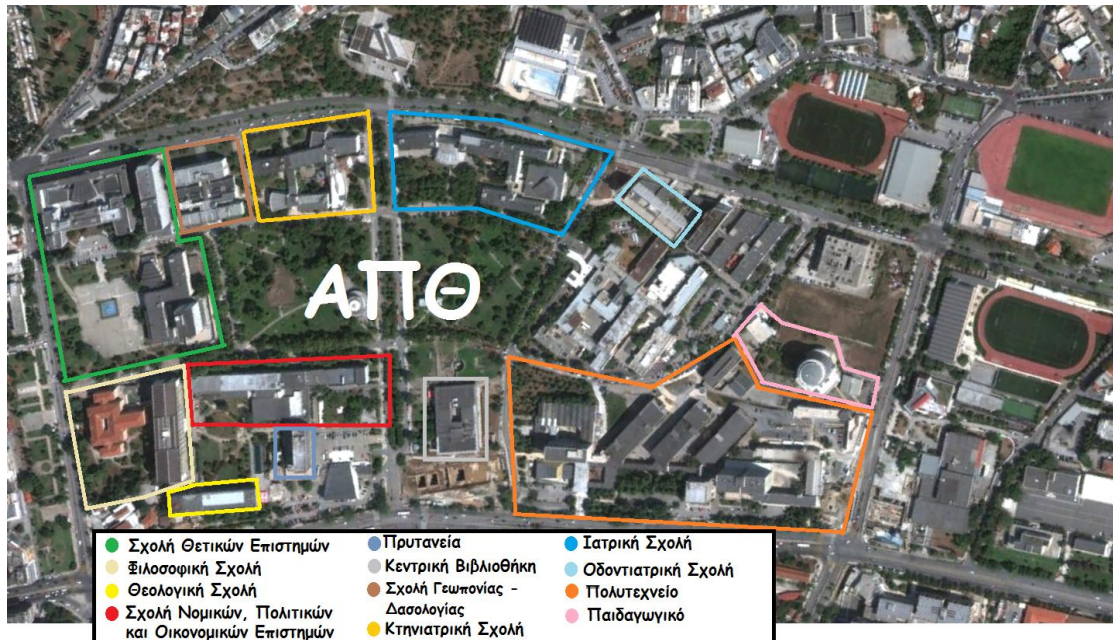 ΑΠΘ
Σχολή Θετικών Επιστημών
Φιλοσοφική Σχολή
Θεολογική Σχολή
Σχολή Νομικών, Πολιτικών
και Οικονομικών Επιστημών
Πρυτανεία
Κεντρική Βιβλιοθήκη
Σχολή Γεωπονίας -
Δασολογίας
Κτηνιατρική Σχολή
Ιατρική Σχολή
Οδοντιατρική Σχολή
Πολυτεχνείο
Παιδαγωγικό